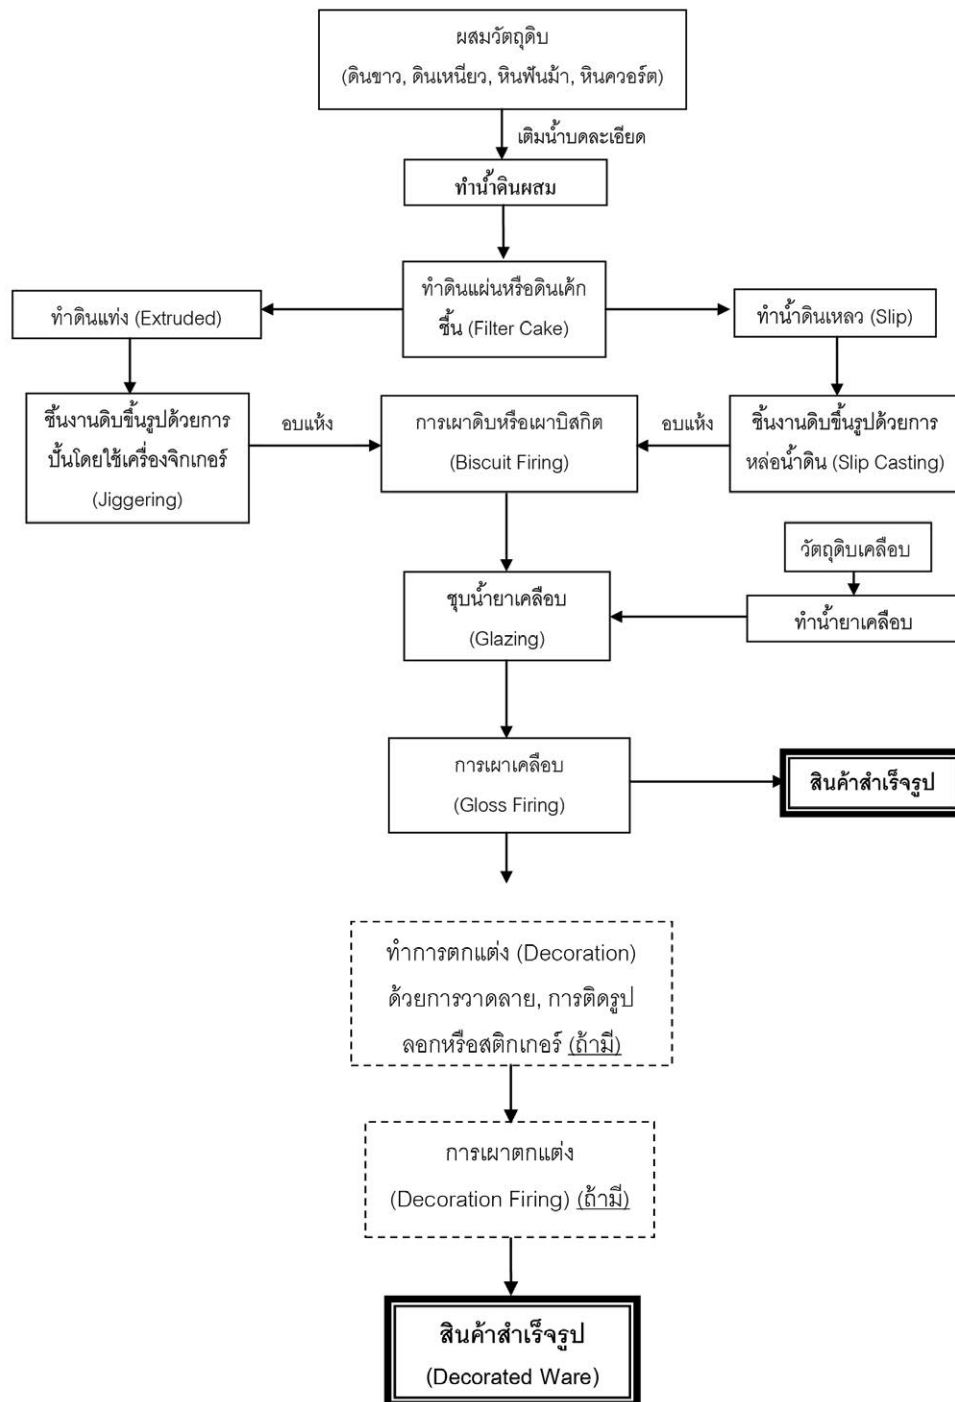 ผสมวัตถุดิบ
(ดินขาว, ดินเหนียว, หินฟันม้า, หินควอร์ต)
เติมน้ำบดละเอียด
ทำน้ำดินผสม
ทำดินแผ่นหรือดินเค้ก
ชื้น (Filter Cake)
ทำดินแท่ง (Extruded)
ทำน้ำดินเหลว (Slip)
ชิ้นงานดิบขึ้นรูปด้วยการ
ปั้นโดยใช้เครื่องจิกเกอร์
(Jiggering)
อบแห้ง
การเผาดิบหรือเผาบิสกิต
(Biscuit Firing)
อบแห้ง
ชิ้นงานดิบขึ้นรูปด้วยการ
หล่อน้ำดิน (Slip Casting)
วัตถุดิบเคลือบ
ทำน้ำยาเคลือบ
ชุบน้ำยาเคลือบ
(Glazing)
การเผาเคลือบ
(Gloss Firing)
สินค้าสำเร็จรูป
ทำการตกแต่ง (Decoration)
ด้วยการวาดลาย, การติดรูป
ลอกหรือสติกเกอร์ (ถ้ามี)
การเผาตกแต่ง
(Decoration Firing) (ถ้ามี)
สินค้าสำเร็จรูป
(Decorated Ware)